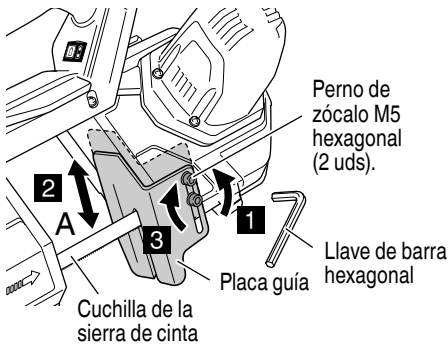 Perno de
zócalo M5
hexagonal
(2 uds).
2
A
3
1
Llave de barra
hexagonal
Placa guía
Cuchilla de la
sierra de cinta